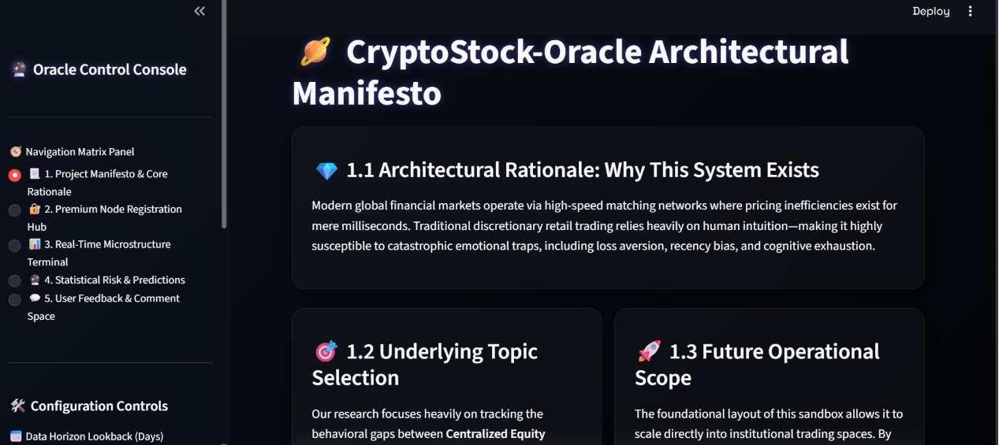 Deploy
Oracle Control Console
Navigation Matrix Panel
1. Project Manifesto & Core
Rationale
2. Premium Node Registration
Hub
3. Real-Time Microstructure
Terminal
4. Statistical Risk & Predictions
5. User Feedback & Comment
Space
Configuration Controls
Data Horizon Lookback (Days)
CryptoStock-Oracle Architectural
Manifesto
1.1 Architectural Rationale: Why This System Exists
Modern global financial markets operate via high-speed matching networks where pricing inefficiencies exist for
mere milliseconds. Traditional discretionary retail trading relies heavily on human intuition—making it highly
susceptible to catastrophic emotional traps, including loss aversion, recency bias, and cognitive exhaustion.
1.2 Underlying Topic
Selection
Our research focuses heavily on tracking the
behavioral gaps between Centralized Equity
1.3 Future Operational
Scope
The foundational layout of this sandbox allows it to
scale directly into institutional trading spaces. By